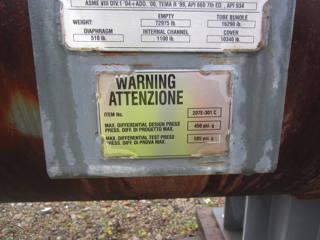 ASME VIII DIV.1 '04+ADD. '06, TEMA R '99, API 660 7th ED., API 934
WEIGHT: EMPTY 72975 lb. TUBE BUNDLE 16290 lb.
DIAPHRAGM 510 lb. INTERNAL CHANNEL 1100 lb. COVER 10340 lb.
WARNING
ATTENZIONE
ITEM No. 207E-301 C
MAX. DIFFERENTIAL DESIGN PRESS 450 psi. g
PRESS. DIFF. DI PROGETTO MAX.
MAX. DIFFERENTIAL TEST PRESS 585 psi. g
PRESS. DIFF. DI PROVA MAX.